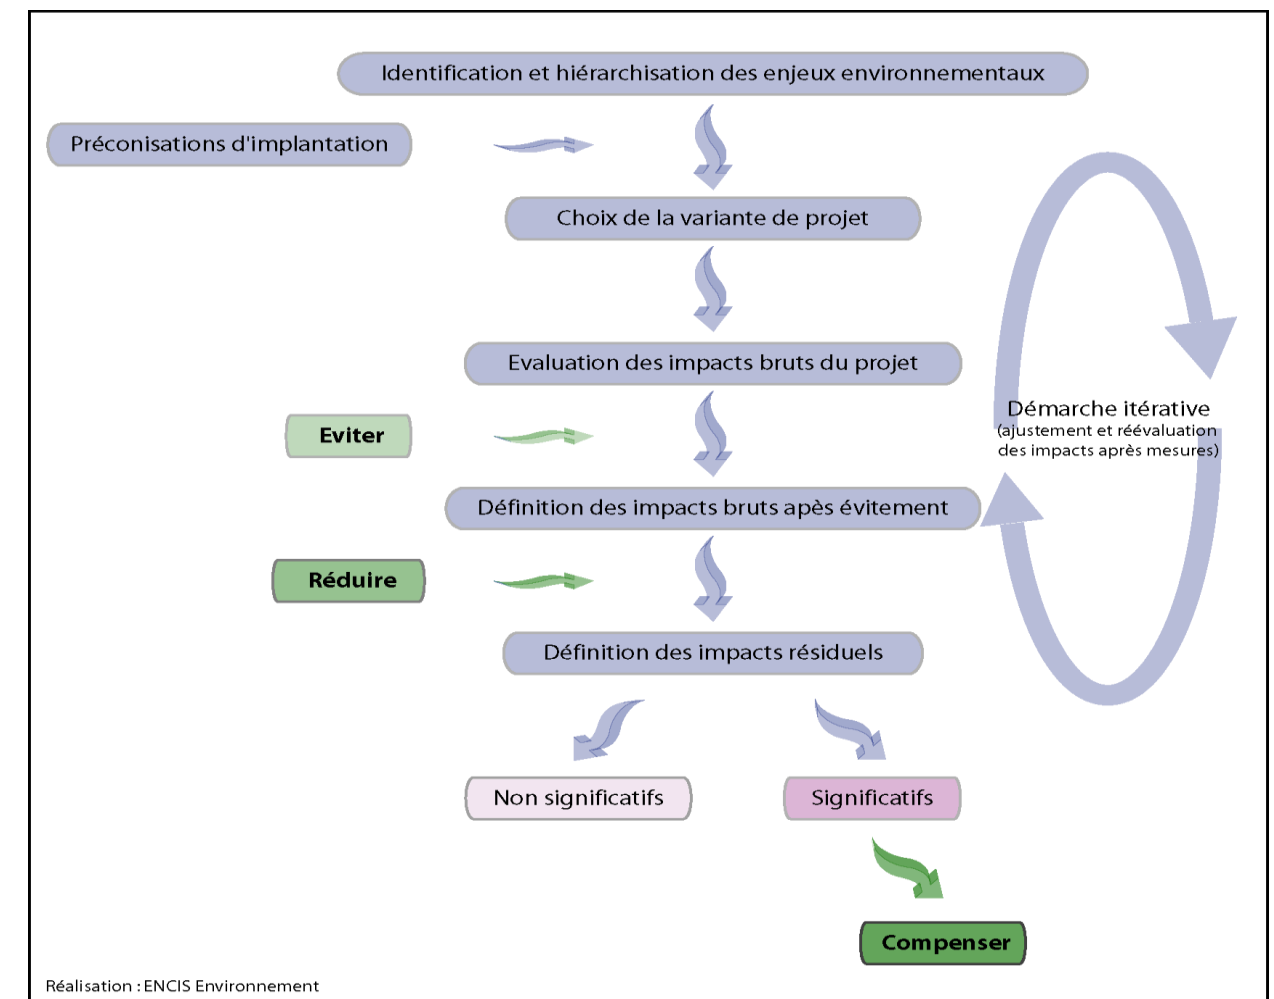 Identification et hiérarchisation des enjeux environnementaux
Préconisations d'implantation
Choix de la variante de projet
Evaluation des impacts bruts du projet
Démarche itérative
(ajustement et réévaluation
des impacts après mesures)
Eviter
Définition des impacts bruts apès évitement
Réduire
Définition des impacts résiduels
Non significatifs
Significatifs
Compenser
Réalisation : ENCIS Environnement